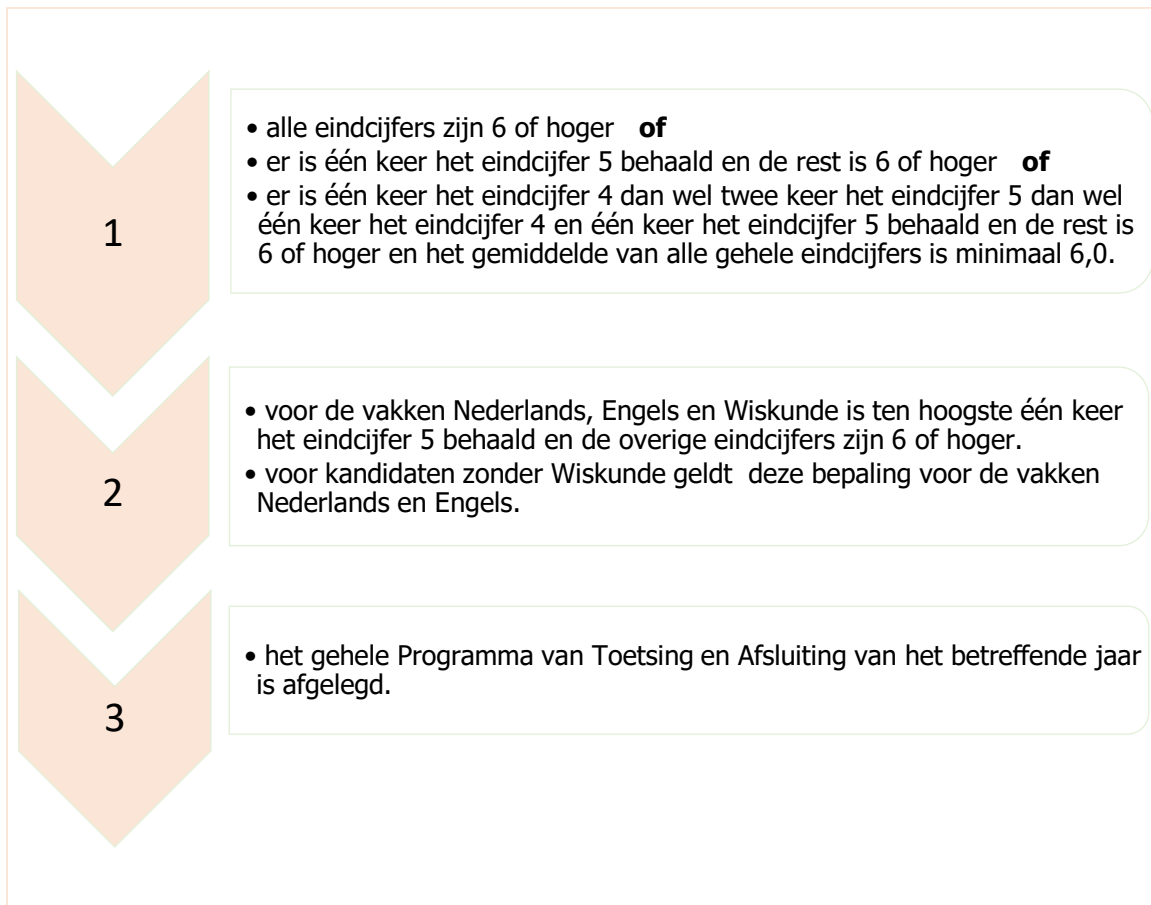 1
• alle eindcijfers zijn 6 of hoger of
• er is één keer het eindcijfer 5 behaald en de rest is 6 of hoger of
• er is één keer het eindcijfer 4 dan wel twee keer het eindcijfer 5 dan wel
één keer het eindcijfer 4 en één keer het eindcijfer 5 behaald en de rest is
6 of hoger en het gemiddelde van alle gehele eindcijfers is minimaal 6,0.
2
• voor de vakken Nederlands, Engels en Wiskunde is ten hoogste één keer
het eindcijfer 5 behaald en de overige eindcijfers zijn 6 of hoger.
• voor kandidaten zonder Wiskunde geldt deze bepaling voor de vakken
Nederlands en Engels.
3
• het gehele Programma van Toetsing en Afsluiting van het betreffende jaar
is afgelegd.